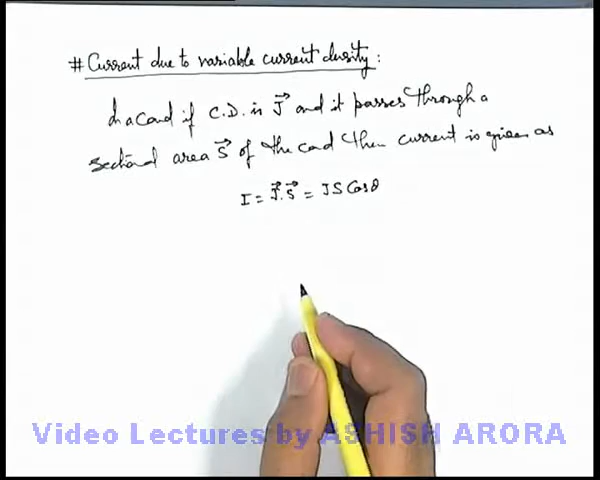 # Current due to variable current density :
In a Cond if C.D. is J⃗ and it passes through a
sectional area S⃗ of the cond then current is given as
I = J⃗.S⃗ = JS Cosθ
Video Lectures by ASHISH ARORA